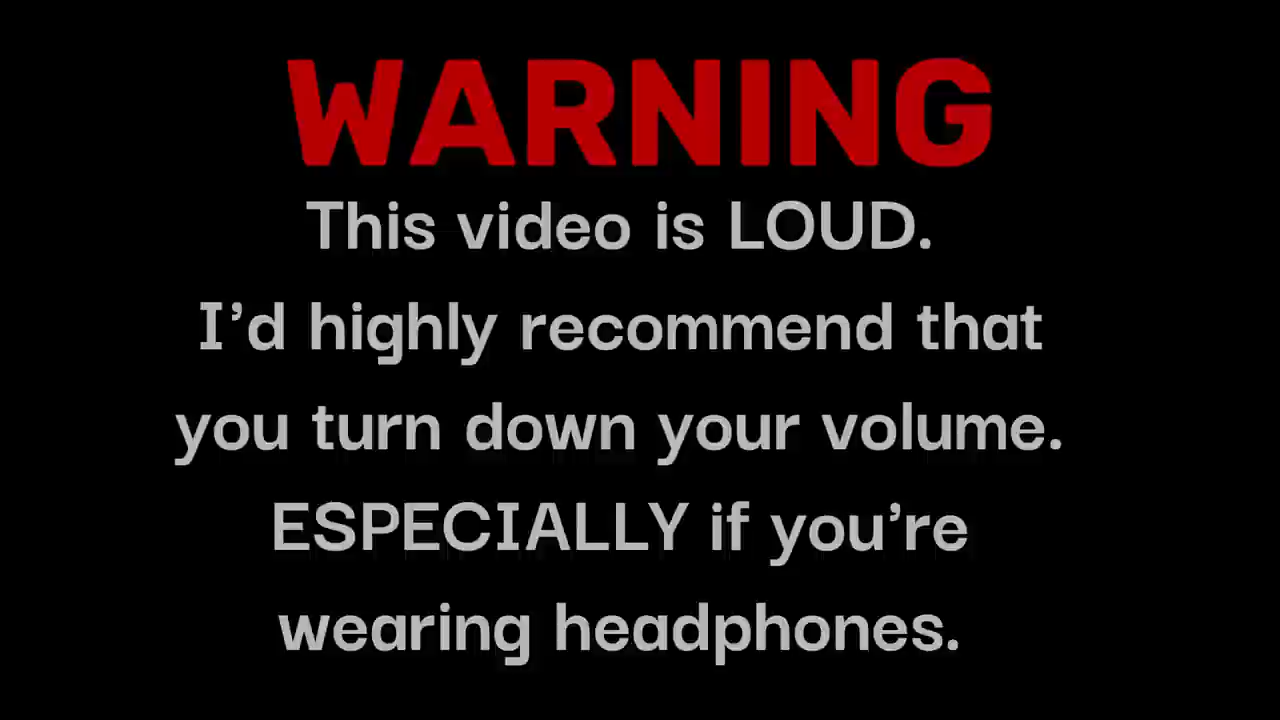 WARNING
This video is LOUD.
I’d highly recommend that
you turn down your volume.
ESPECIALLY if you’re
wearing headphones.